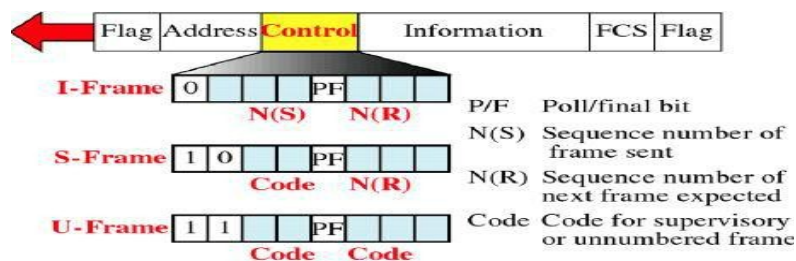 Flag Address Control Information FCS Flag
I-Frame 0 PF
N(S) N(R)
S-Frame 1 0 PF
Code N(R)
U-Frame 1 1 PF
Code Code
P/F Poll/final bit
N(S) Sequence number of
frame sent
N(R) Sequence number of
next frame expected
Code Code for supervisory
or unnumbered frame